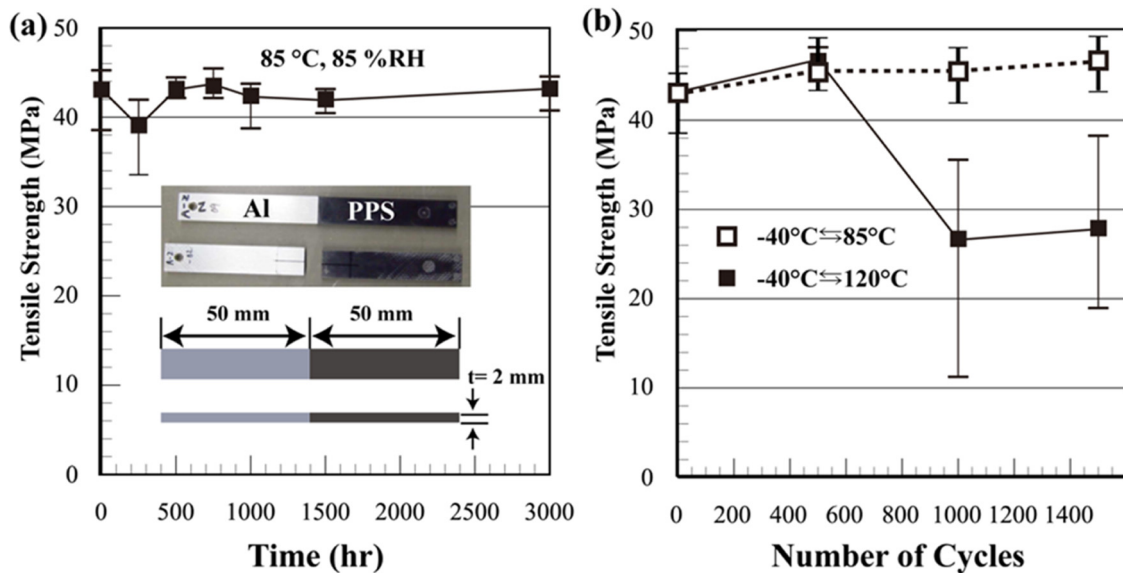 (a)
50
40
30
20
10
0
Tensile Strength (MPa)
85 °C, 85 %RH
Al
PPS
50 mm
50 mm
t= 2 mm
0 500 1000 1500 2000 2500 3000
Time (hr)
(b)
50
40
30
20
10
0
Tensile Strength (MPa)
-40°C⇆85°C
-40°C⇆120°C
0 200 400 600 800 1000 1200 1400
Number of Cycles